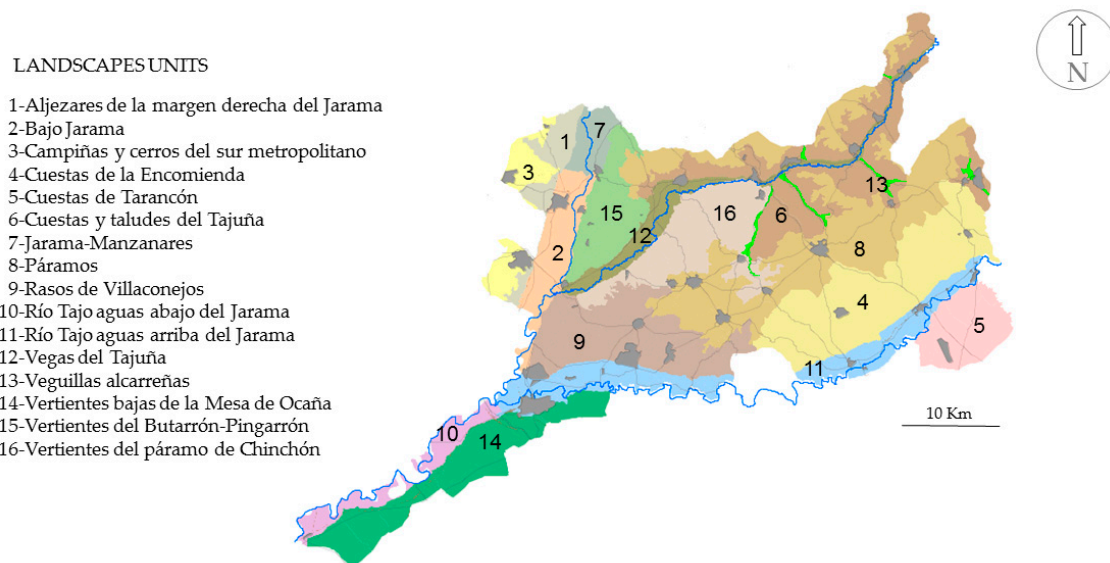 LANDSCAPES UNITS
1-Aljezares de la margen derecha del Jarama
2-Bajo Jarama
3-Campiñas y cerros del sur metropolitano
4-Cuestas de la Encomienda
5-Cuestas de Tarancón
6-Cuestas y taludes del Tajuña
7-Jarama-Manzanares
8-Páramos
9-Rasos de Villaconejos
10-Río Tajo aguas abajo del Jarama
11-Río Tajo aguas arriba del Jarama
12-Vegas del Tajuña
13-Veguillas alcarreñas
14-Vertientes bajas de la Mesa de Ocaña
15-Vertientes del Butarrón-Pingarrón
16-Vertientes del páramo de Chinchón
N
1
7
3
13
15
16
6
12
2
8
4
5
9
11
10 Km
10
14